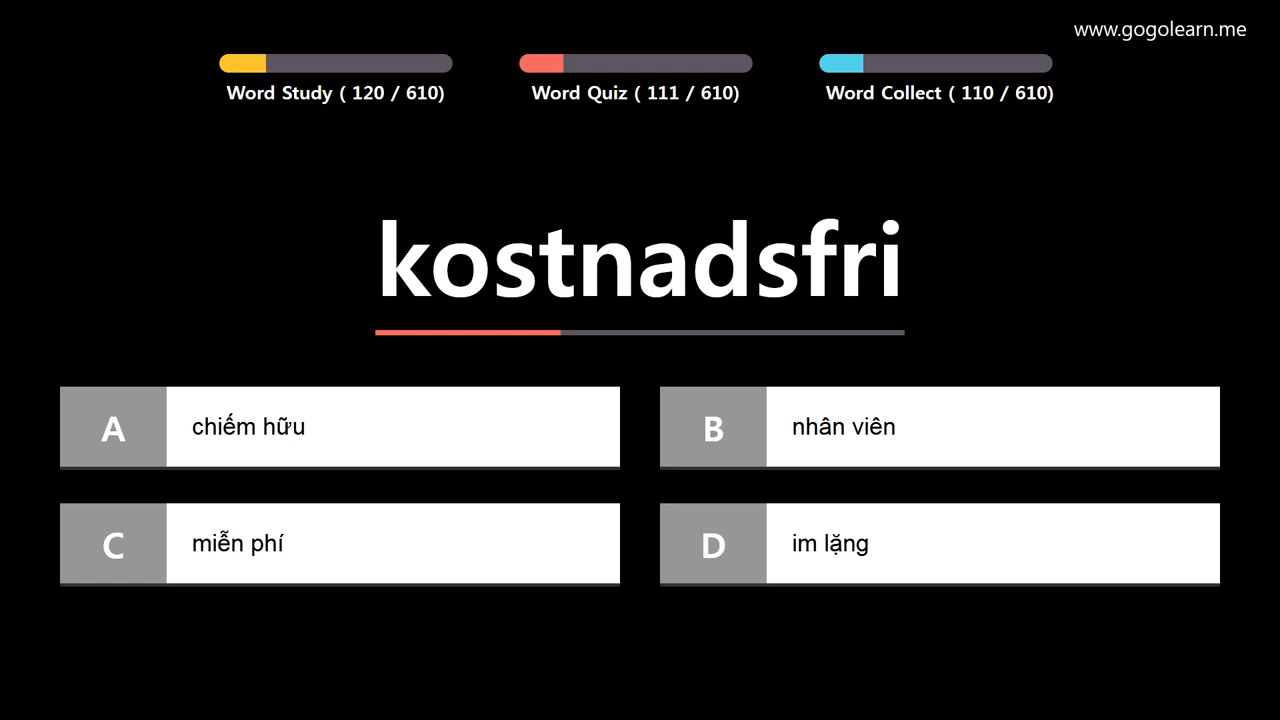 www.gogolearn.me
Word Study ( 120 / 610)
Word Quiz ( 111 / 610)
Word Collect ( 110 / 610)
kostnadsfri
A chiếm hữu
B nhân viên
C miễn phí
D im lặng